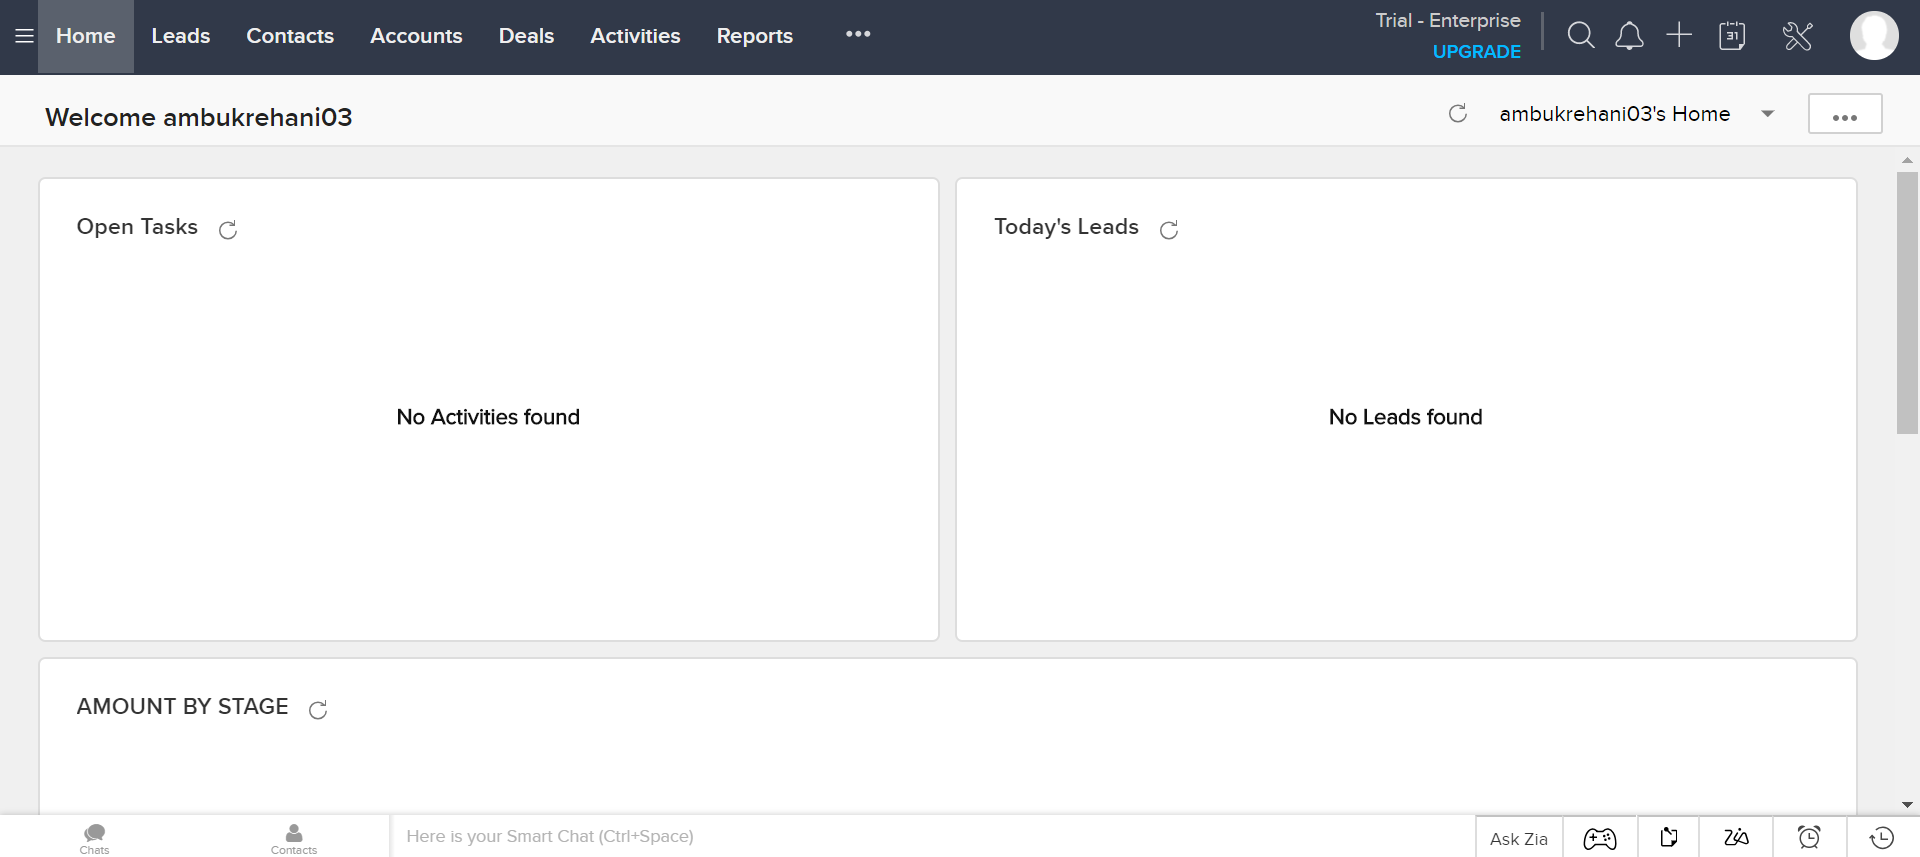 Home Leads Contacts Accounts Deals Activities Reports •••
Trial - Enterprise
UPGRADE
31
Welcome ambukrehani03
ambukrehani03's Home
•••
Open Tasks
No Activities found
Today's Leads
No Leads found
AMOUNT BY STAGE
Chats
Contacts
Here is your Smart Chat (Ctrl+Space)
Ask Zia